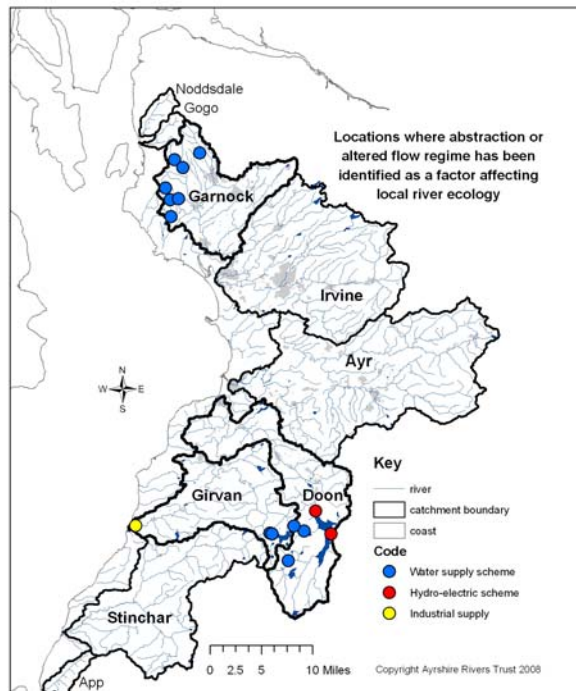 Noddsdale
Gogo
Locations where abstraction or
altered flow regime has been
identified as a factor affecting
local river ecology
Garnock
Irvine
Ayr
N
W E
S
Girvan
Doon
Stinchar
App
Key
river
catchment boundary
coast
Code
Water supply scheme
Hydro-electric scheme
Industrial supply
0 2.5 5 10 Miles
Copyright Ayrshire Rivers Trust 2008